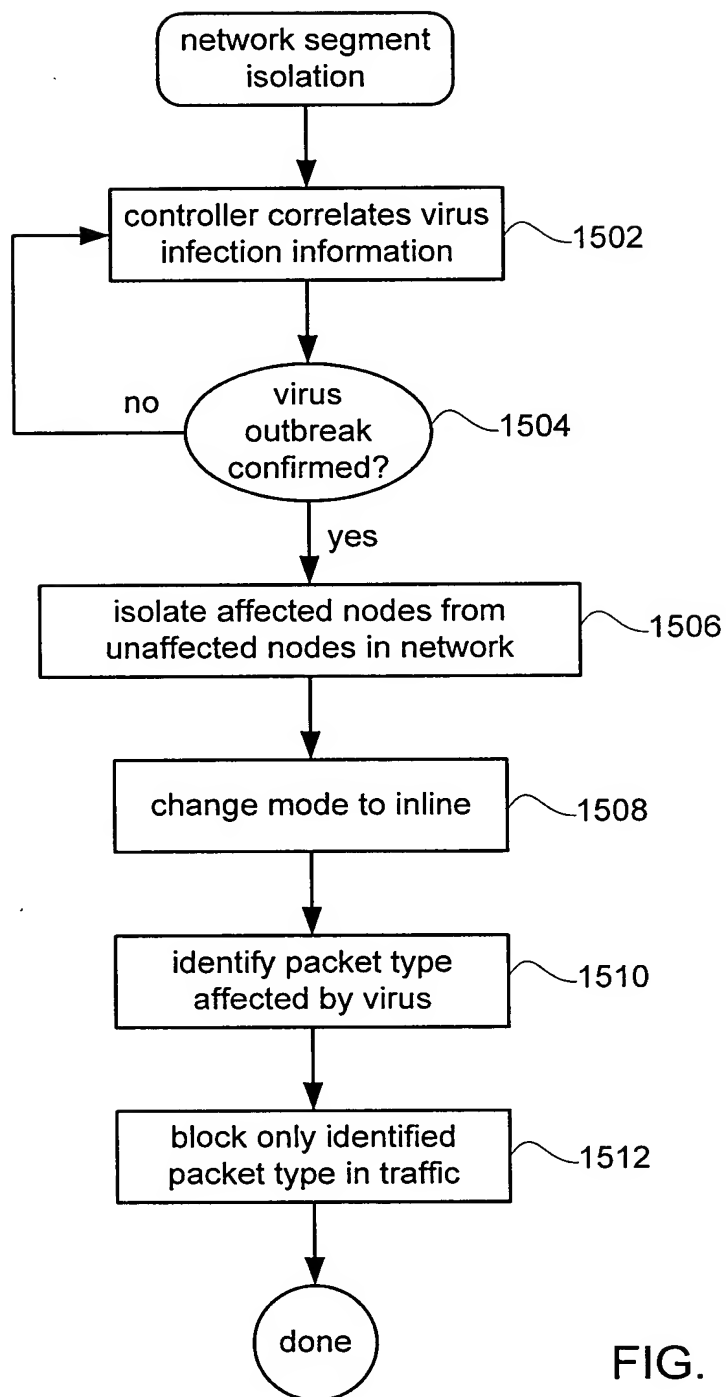 network segment
isolation
controller correlates virus
infection information
1502
no
virus
outbreak
confirmed?
1504
yes
isolate affected nodes from
unaffected nodes in network
1506
change mode to inline
1508
identify packet type
affected by virus
1510
block only identified
packet type in traffic
1512
done
FIG.